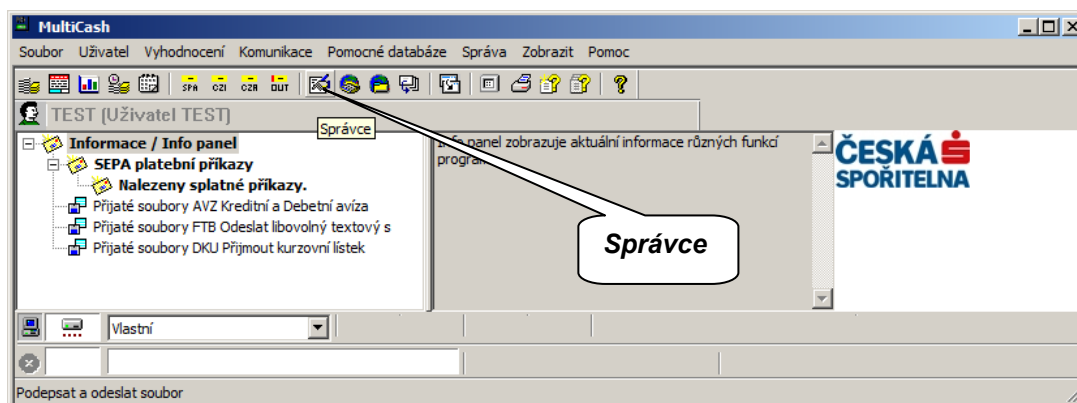 MultiCash
Soubor Uživatel Vyhodnocení Komunikace Pomocné databáze Správa Zobrazit Pomoc
SPA CZI CZA OUT
TEST (Uživatel TEST)
Správce
Informace / Info panel
SEPA platební příkazy
Nalezeny splatné příkazy.
Přijaté soubory AVZ Kreditní a Debetní avíza
Přijaté soubory FTB Odeslat libovolný textový s
Přijaté soubory DKU Přijmout kurzovní lístek
Info panel zobrazuje aktuální informace různých funkcí
ČESKÁ
SPOŘITELNA
Správce
Vlastní
Podepsat a odeslat soubor